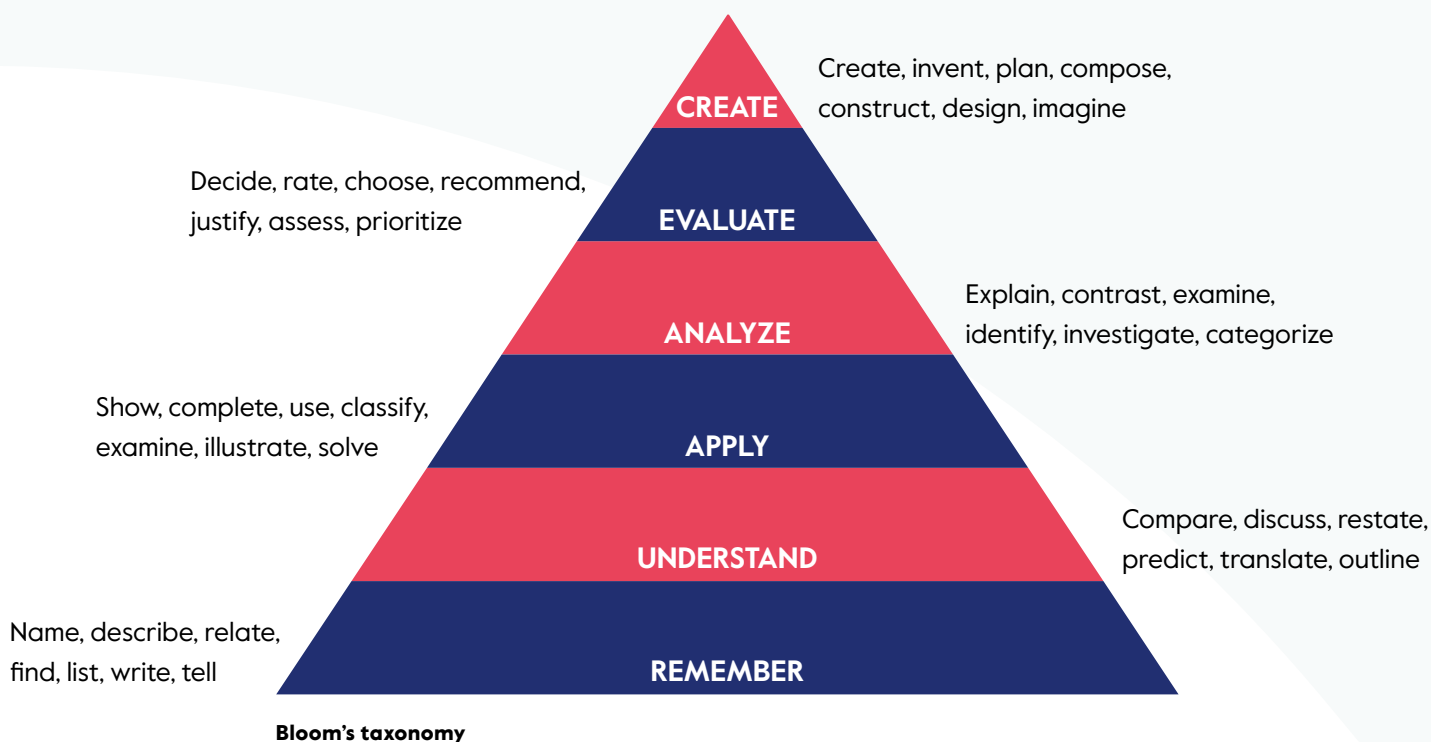 Create, invent, plan, compose,
construct, design, imagine
CREATE
Decide, rate, choose, recommend,
justify, assess, prioritize
EVALUATE
Explain, contrast, examine,
identify, investigate, categorize
ANALYZE
Show, complete, use, classify,
examine, illustrate, solve
APPLY
Compare, discuss, restate,
predict, translate, outline
UNDERSTAND
Name, describe, relate,
find, list, write, tell
REMEMBER
Bloom's taxonomy